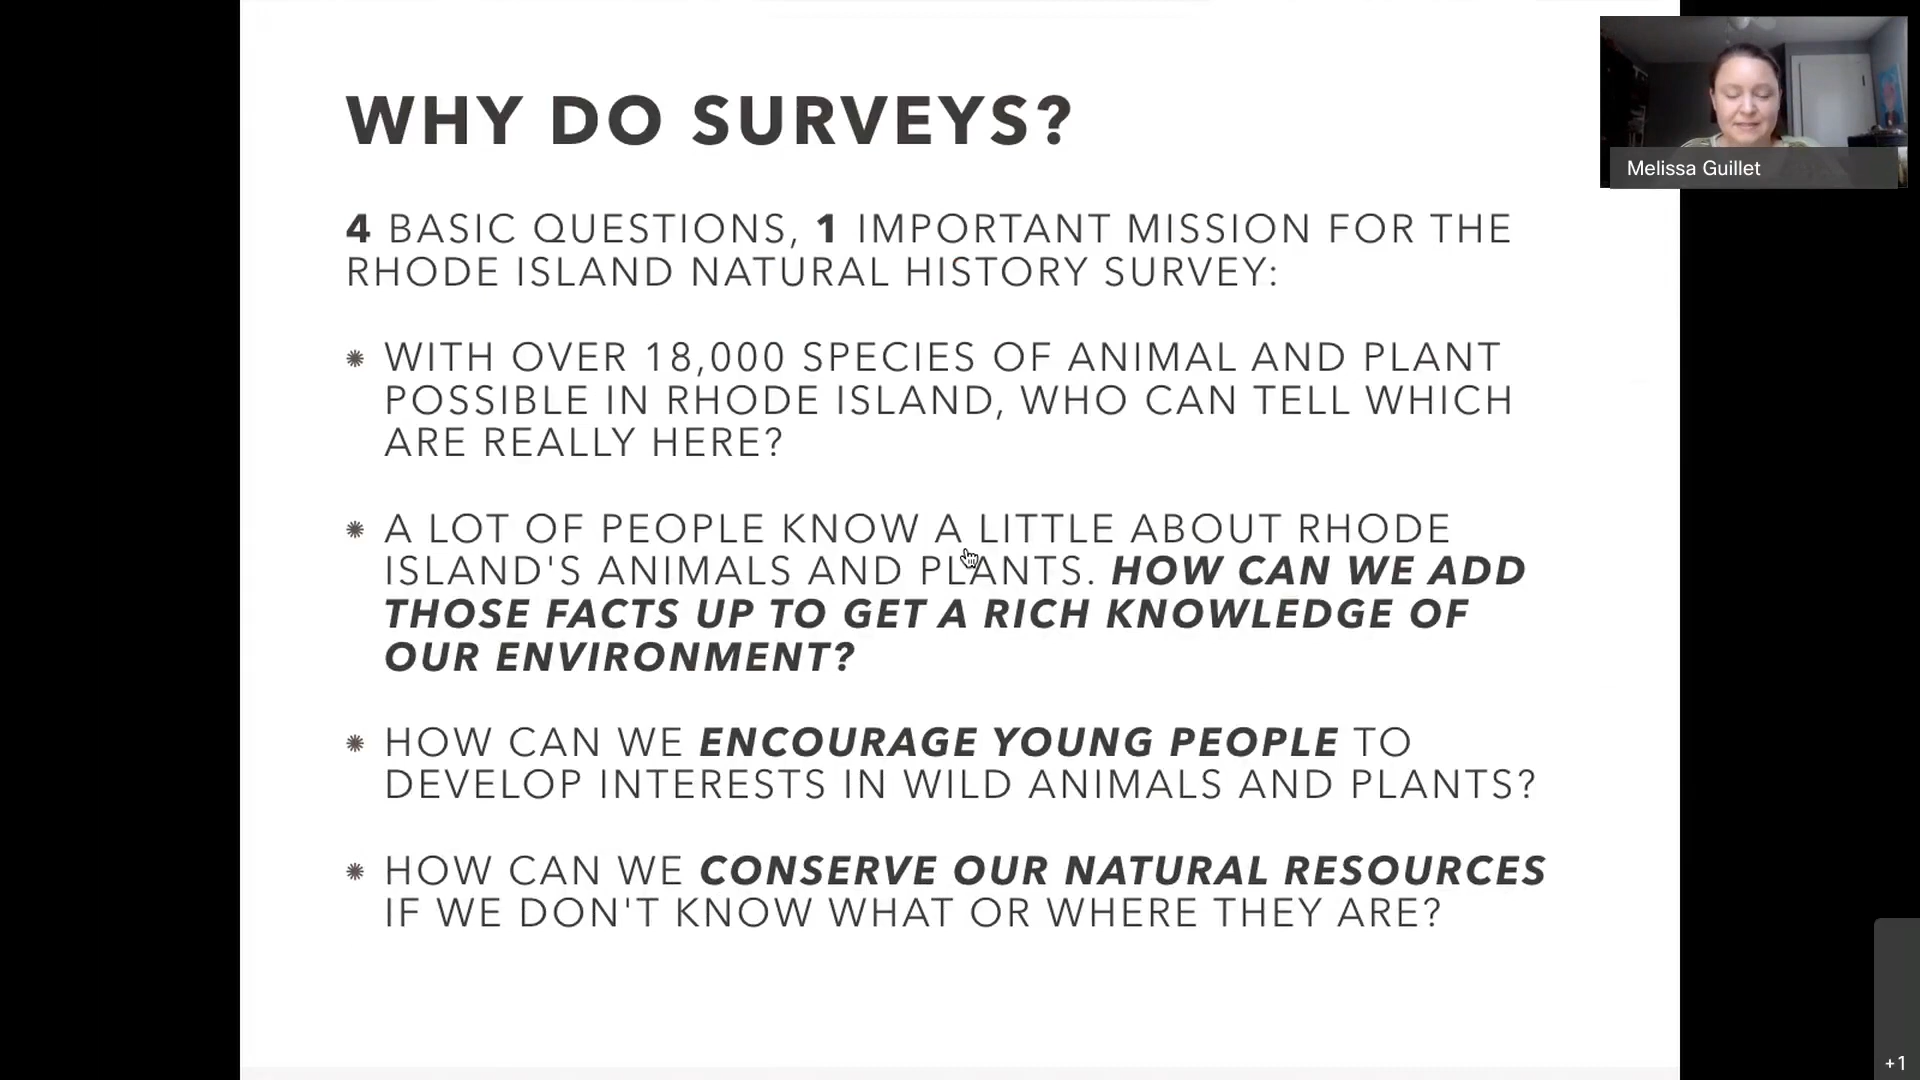 WHY DO SURVEYS?
Melissa Guillet
4 BASIC QUESTIONS, 1 IMPORTANT MISSION FOR THE
RHODE ISLAND NATURAL HISTORY SURVEY:
WITH OVER 18,000 SPECIES OF ANIMAL AND PLANT
POSSIBLE IN RHODE ISLAND, WHO CAN TELL WHICH
ARE REALLY HERE?
A LOT OF PEOPLE KNOW A LITTLE ABOUT RHODE
ISLAND'S ANIMALS AND PLANTS. HOW CAN WE ADD
THOSE FACTS UP TO GET A RICH KNOWLEDGE OF
OUR ENVIRONMENT?
HOW CAN WE ENCOURAGE YOUNG PEOPLE TO
DEVELOP INTERESTS IN WILD ANIMALS AND PLANTS?
HOW CAN WE CONSERVE OUR NATURAL RESOURCES
IF WE DON'T KNOW WHAT OR WHERE THEY ARE?
+1